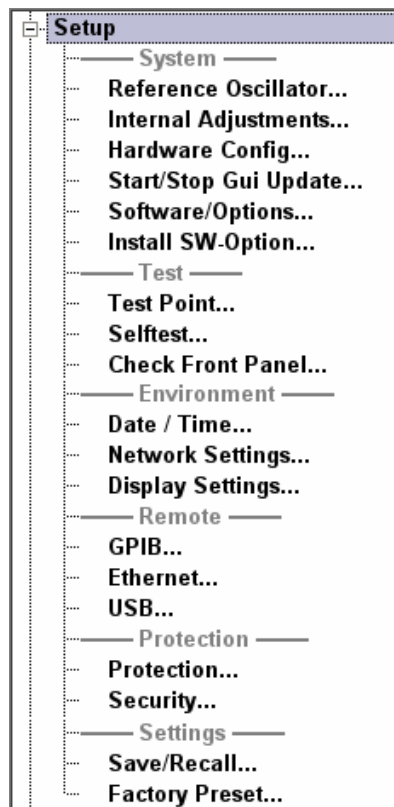 Setup
System
Reference Oscillator...
Internal Adjustments...
Hardware Config...
Start/Stop Gui Update...
Software/Options...
Install SW-Option...
Test
Test Point...
Selftest...
Check Front Panel...
Environment
Date / Time...
Network Settings...
Display Settings...
Remote
GPIB...
Ethernet...
USB...
Protection
Protection...
Security...
Settings
Save/Recall...
Factory Preset...